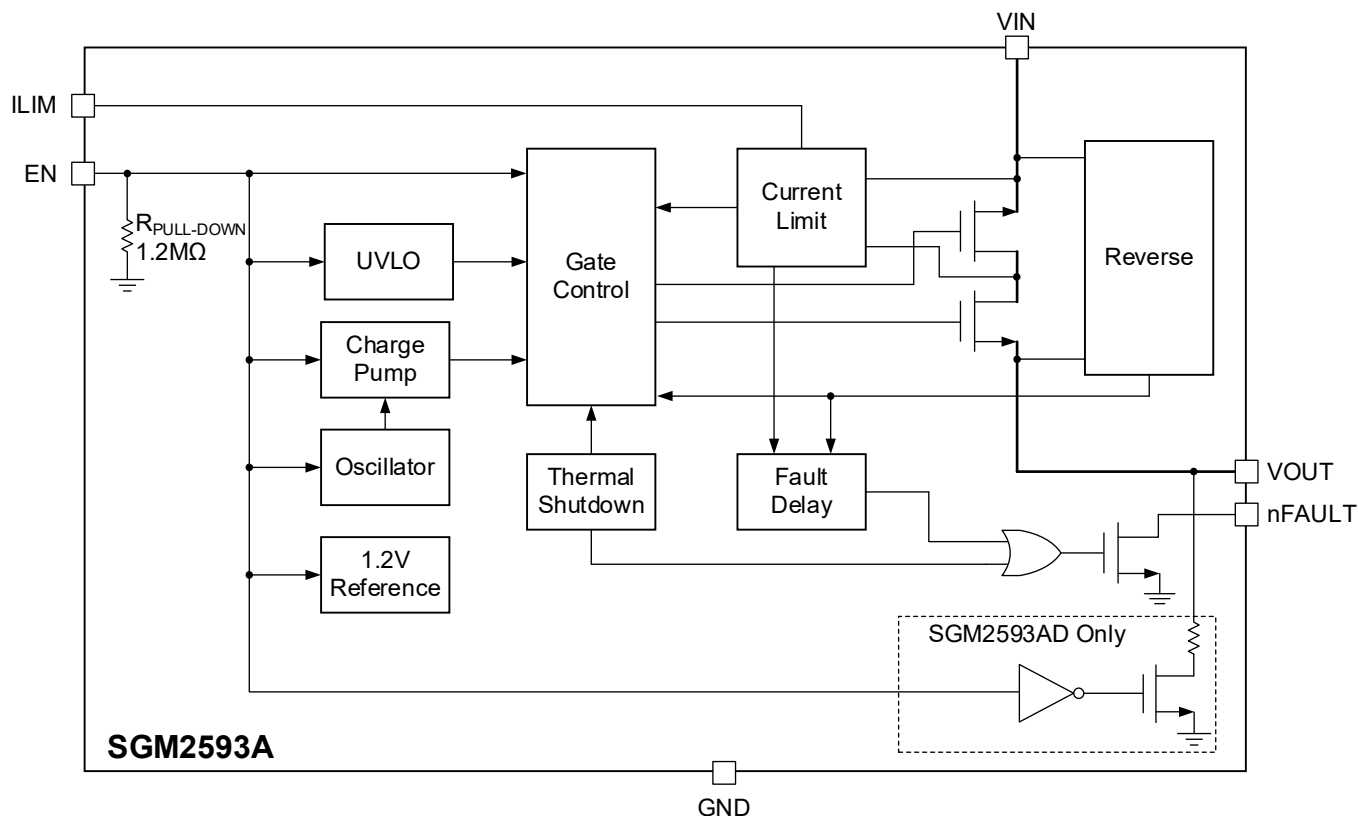 VIN
ILIM
EN
R_PULL-DOWN
1.2MΩ
UVLO
Charge
Pump
Oscillator
1.2V
Reference
Gate
Control
Thermal
Shutdown
Current
Limit
Fault
Delay
Reverse
VOUT
nFAULT
SGM2593AD Only
SGM2593A
GND